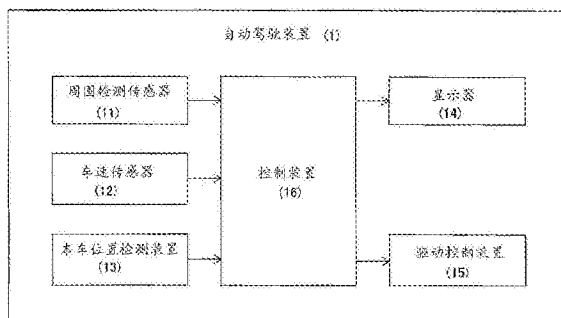 自动驾驶装置 (1)
周围检测传感器
(11)
车速传感器
(12)
本车位置检测装置
(13)
控制装置
(16)
显示器
(14)
驱动控制装置
(15)